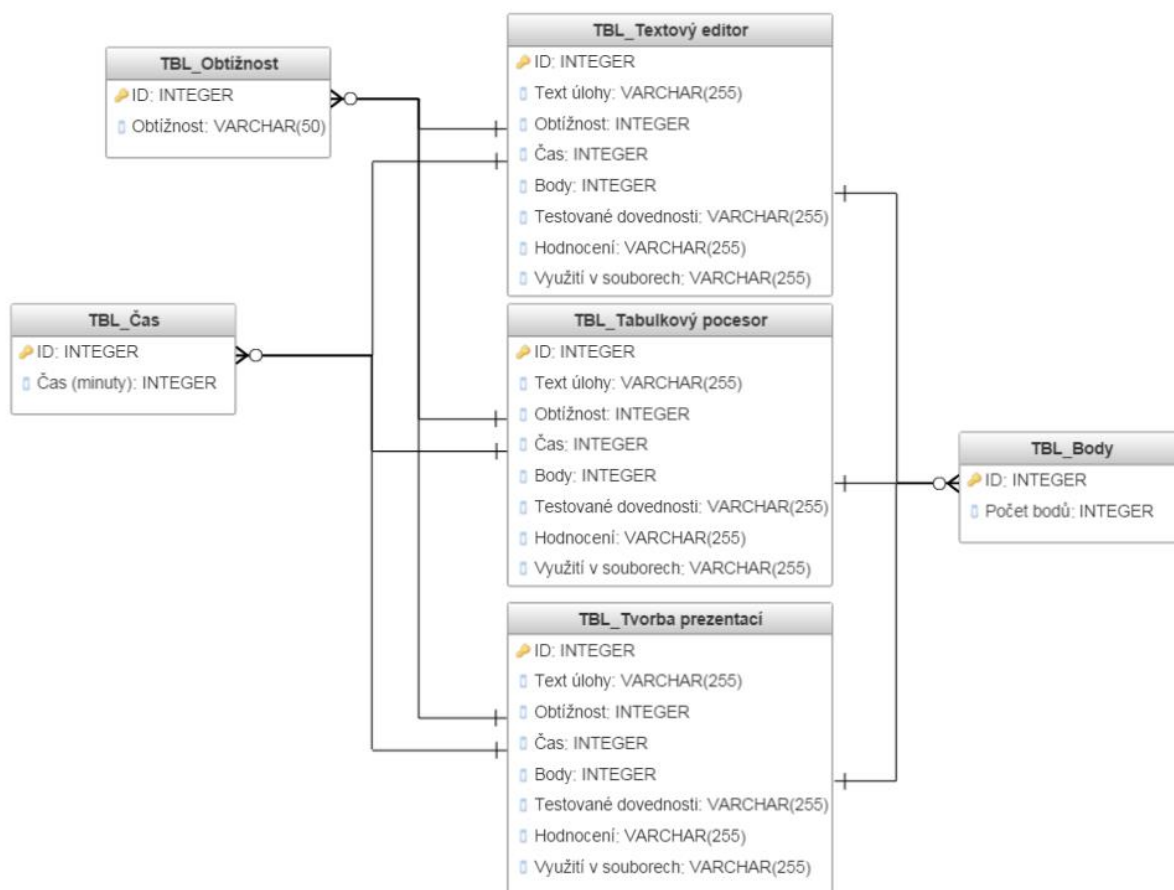 TBL_Obtížnost
ID: INTEGER
Obtížnost: VARCHAR(50)
TBL_Čas
ID: INTEGER
Čas (minuty): INTEGER
TBL_Textový editor
ID: INTEGER
Text úlohy: VARCHAR(255)
Obtížnost: INTEGER
Čas: INTEGER
Body: INTEGER
Testované dovednosti: VARCHAR(255)
Hodnocení: VARCHAR(255)
Využití v souborech: VARCHAR(255)
TBL_Tabulkový pocesor
ID: INTEGER
Text úlohy: VARCHAR(255)
Obtížnost: INTEGER
Čas: INTEGER
Body: INTEGER
Testované dovednosti: VARCHAR(255)
Hodnocení: VARCHAR(255)
Využití v souborech: VARCHAR(255)
TBL_Tvorba prezentací
ID: INTEGER
Text úlohy: VARCHAR(255)
Obtížnost: INTEGER
Čas: INTEGER
Body: INTEGER
Testované dovednosti: VARCHAR(255)
Hodnocení: VARCHAR(255)
Využití v souborech: VARCHAR(255)
TBL_Body
ID: INTEGER
Počet bodů: INTEGER